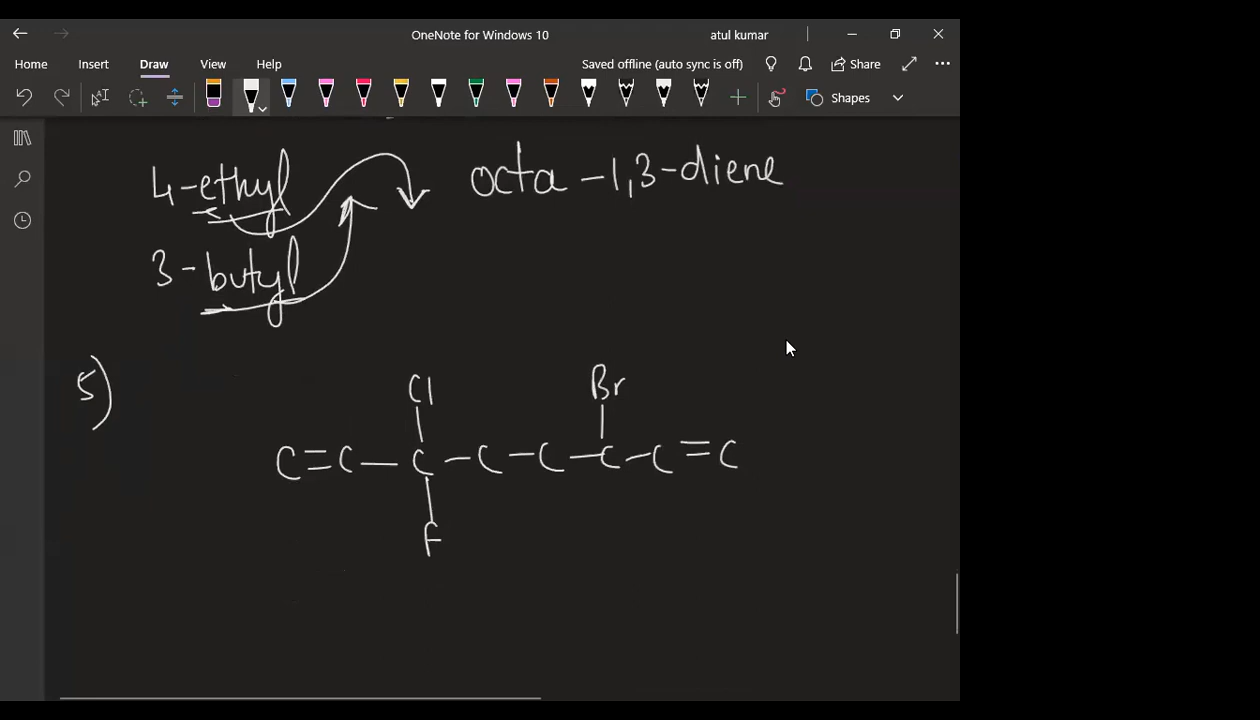 OneNote for Windows 10
atul kumar
Home Insert Draw View Help
Saved offline (auto sync is off)
Share
Shapes
4-ethyl octa-1,3-diene
3-butyl
5)
Cl Br
C=C-C-C-C-C-C=C
F